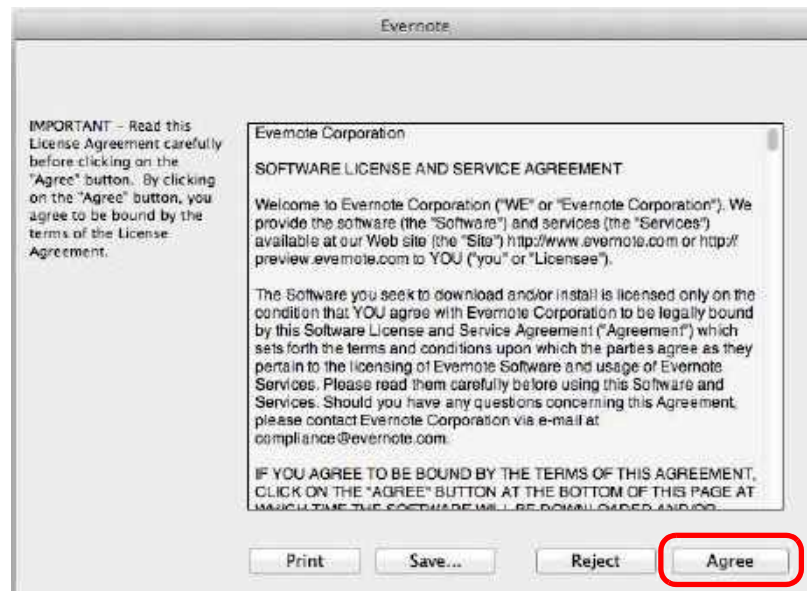 Evernote
IMPORTANT – Read this
License Agreement carefully
before clicking on the
"Agree" button. By clicking
on the "Agree" button, you
agree to be bound by the
terms of the License
Agreement.
Evernote Corporation
SOFTWARE LICENSE AND SERVICE AGREEMENT
Welcome to Evernote Corporation ("WE" or "Evernote Corporation"). We
provide the software (the "Software") and services (the "Services")
available at our Web site (the "Site") http://www.evernote.com or http://
preview.evernote.com to YOU ("you" or "Licensee").
The Software you seek to download and/or install is licensed only on the
condition that YOU agree with Evernote Corporation to be legally bound
by this Software License and Service Agreement ("Agreement") which
sets forth the terms and conditions upon which the parties agree as they
pertain to the licensing of Evernote Software and usage of Evernote
Services. Please read them carefully before using this Software and
Services. Should you have any questions concerning this Agreement,
please contact Evernote Corporation via e-mail at
compliance@evernote.com.
IF YOU AGREE TO BE BOUND BY THE TERMS OF THIS AGREEMENT,
CLICK ON THE "AGREE" BUTTON AT THE BOTTOM OF THIS PAGE AT
WHICH TIME THE SOFTWARE WILL BE DOWNLOADED AND/OR
Print Save... Reject Agree